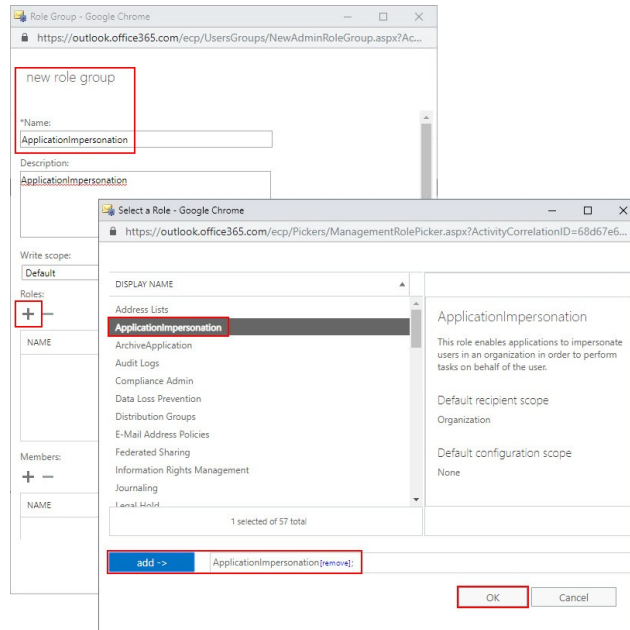 Role Group - Google Chrome
https://outlook.office365.com/ecp/UsersGroups/NewAdminRoleGroup.aspx?Ac...
new role group
*Name:
ApplicationImpersonation
Description:
ApplicationImpersonation
Write scope:
Default
Roles:
NAME
Members:
NAME
Select a Role - Google Chrome
https://outlook.office365.com/ecp/Pickers/ManagementRolePicker.aspx?ActivityCorrelationID=68d67e6...
DISPLAY NAME
Address Lists
ApplicationImpersonation
ArchiveApplication
Audit Logs
Compliance Admin
Data Loss Prevention
Distribution Groups
E-Mail Address Policies
Federated Sharing
Information Rights Management
Journaling
Legal Hold
1 selected of 57 total
ApplicationImpersonation
This role enables applications to impersonate
users in an organization in order to perform
tasks on behalf of the user.
Default recipient scope
Organization
Default configuration scope
None
add ->
ApplicationImpersonation[remove];
OK
Cancel